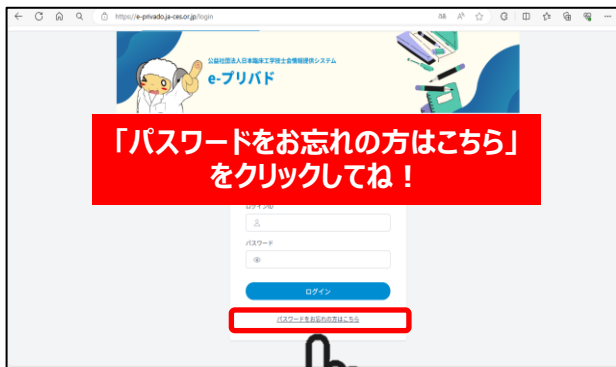 https://e-privado.ja-ces.or.jp/login
公益社団法人日本臨床工学技士会情報提供システム
e-プリバド
「パスワードをお忘れの方はこちら」
をクリックしてね！
ログインID
パスワード
ログイン
パスワードをお忘れの方はこちら